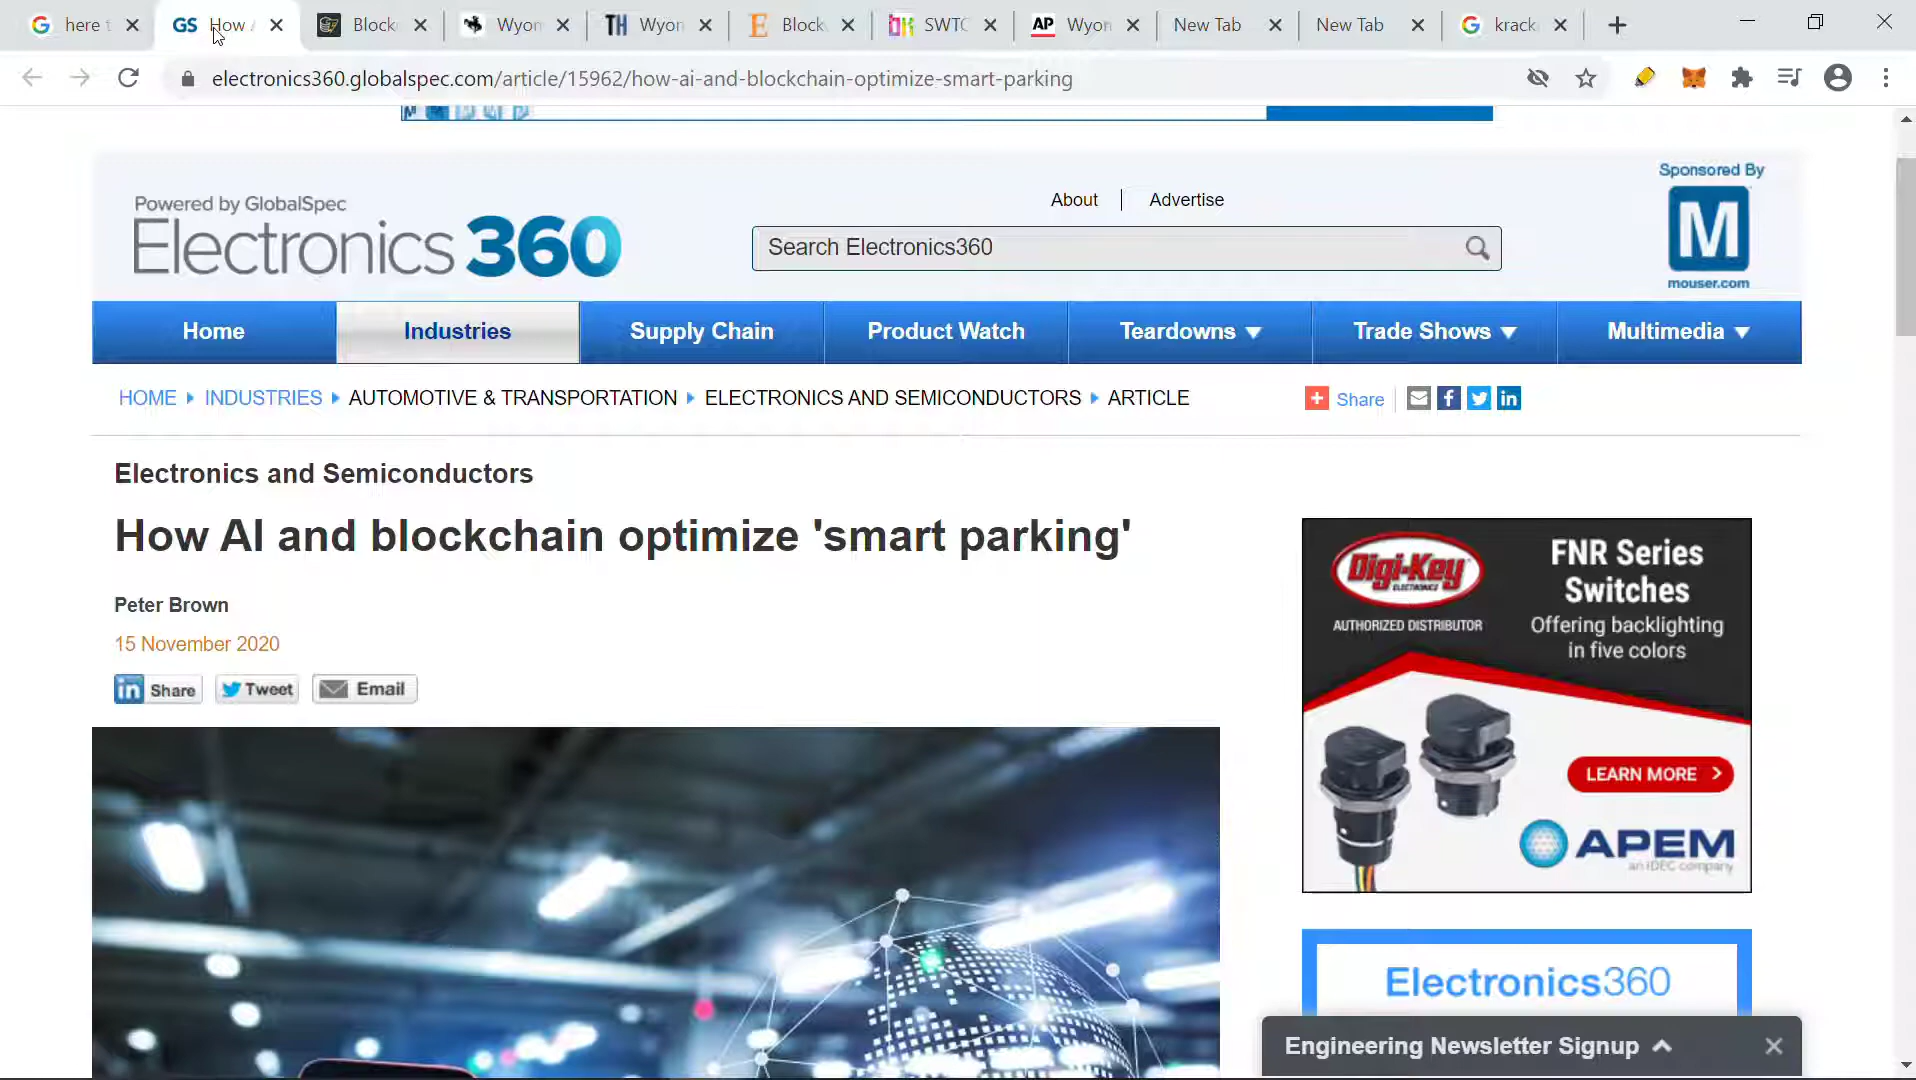 here t
GS How A
Block
Wyon
TH Wyon
E Block
SWTC
AP Wyon
New Tab
New Tab
krack
electronics360.globalspec.com/article/15962/how-ai-and-blockchain-optimize-smart-parking
Sponsored By
M
mouser.com
Powered by GlobalSpec
Electronics 360
About | Advertise
Search Electronics360
Home Industries Supply Chain Product Watch Teardowns Trade Shows Multimedia
HOME INDUSTRIES AUTOMOTIVE & TRANSPORTATION ELECTRONICS AND SEMICONDUCTORS ARTICLE
Share
Electronics and Semiconductors
How AI and blockchain optimize 'smart parking'
Peter Brown
15 November 2020
in Share Tweet Email
Digi-Key
ELECTRONICS
AUTHORIZED DISTRIBUTOR
FNR Series
Switches
Offering backlighting
in five colors
LEARN MORE >
APEM
an IDEC company
Electronics360
Engineering Newsletter Signup